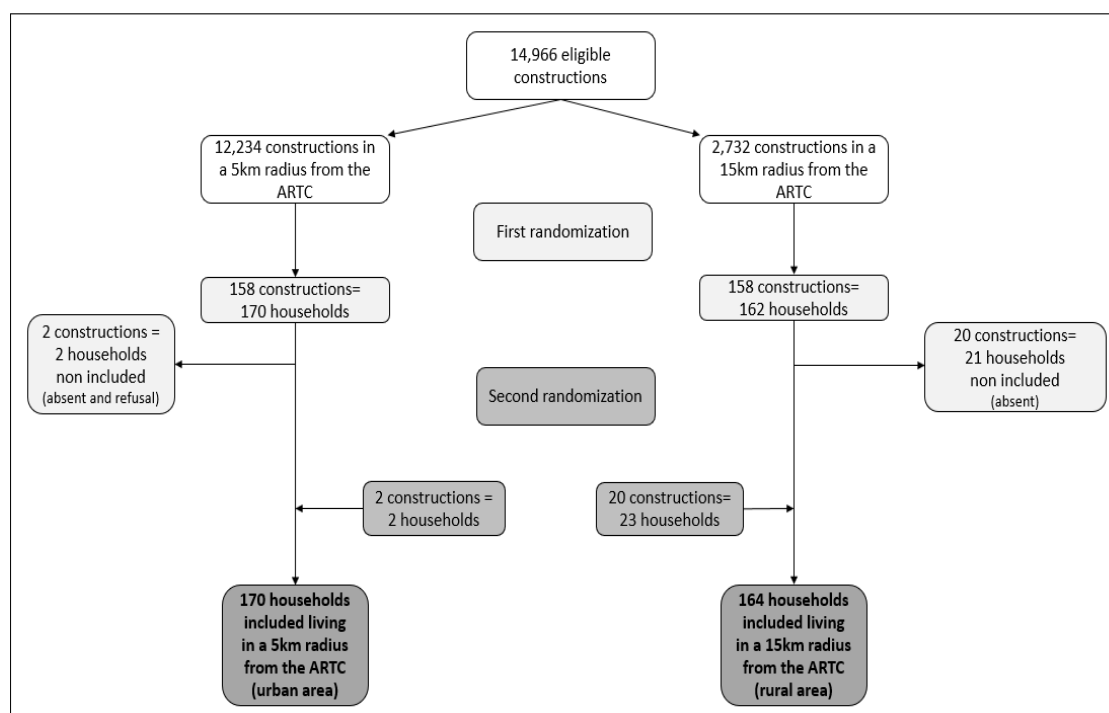 14,966 eligible
constructions
12,234 constructions in
a 5km radius from the
ARTC
2,732 constructions in a
15km radius from the
ARTC
First randomization
158 constructions=
170 households
158 constructions=
162 households
2 constructions =
2 households
non included
(absent and refusal)
20 constructions=
21 households
non included
(absent)
Second randomization
2 constructions =
2 households
20 constructions=
23 households
170 households
included living
in a 5km radius
from the ARTC
(urban area)
164 households
included living
in a 15km radius
from the ARTC
(rural area)